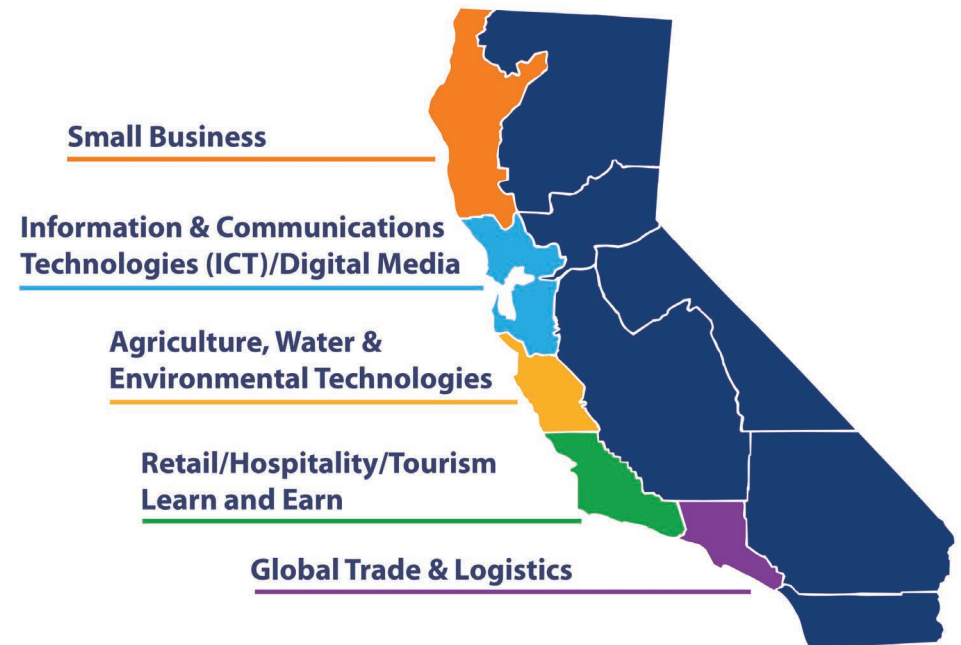 Small Business
Information & Communications
Technologies (ICT)/Digital Media
Agriculture, Water &
Environmental Technologies
Retail/Hospitality/Tourism
Learn and Earn
Global Trade & Logistics